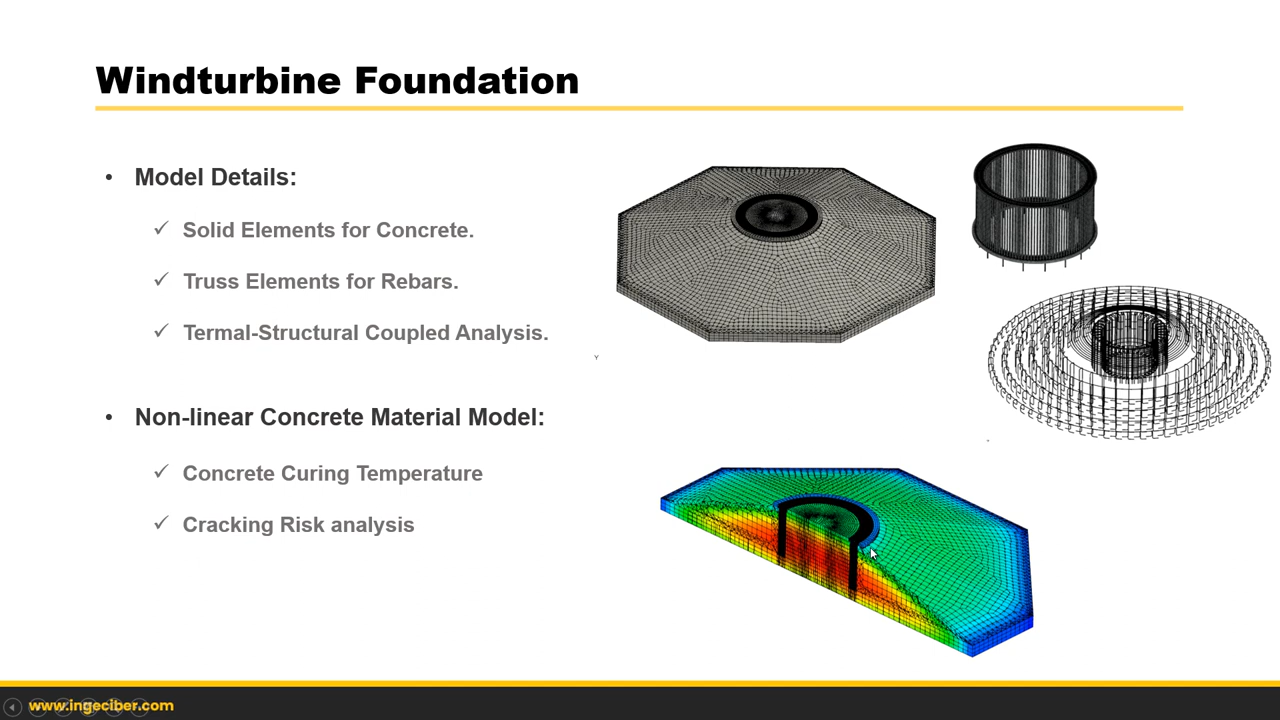 Windturbine Foundation
• Model Details:
✓ Solid Elements for Concrete.
✓ Truss Elements for Rebars.
✓ Termal-Structural Coupled Analysis.
Y
• Non-linear Concrete Material Model:
✓ Concrete Curing Temperature
✓ Cracking Risk analysis
www.ingeciber.com